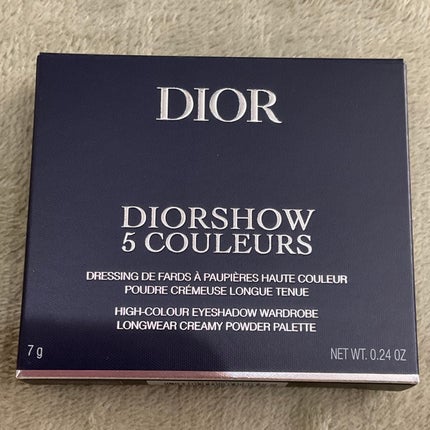 DIOR
DIORSHOW
5 COULEURS
DRESSING DE FARDS À PAUPIÈRES HAUTE COULEUR
POUDRE CRÉMEUSE LONGUE TENUE
HIGH-COLOUR EYESHADOW WARDROBE
LONGWEAR CREAMY POWDER PALETTE
7 g NET WT. 0.24 OZ